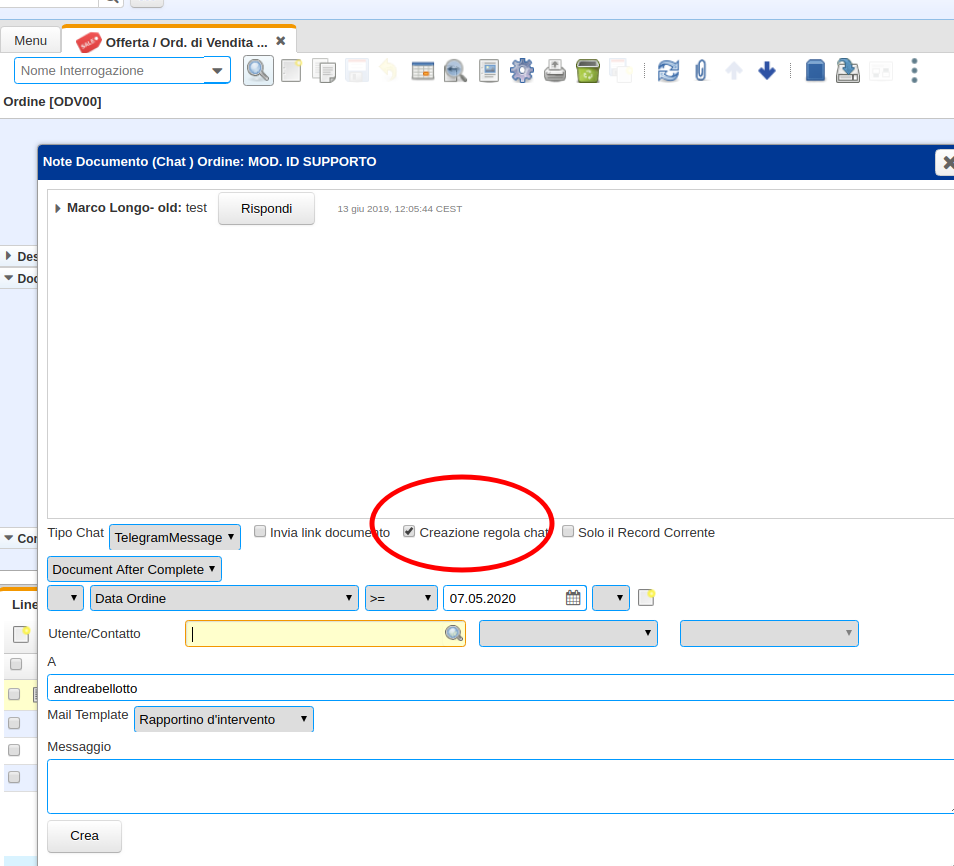 Menu
SALE
Offerta / Ord. di Vendita ...
Nome Interrogazione
Ordine [ODV00]
Note Documento (Chat ) Ordine: MOD. ID SUPPORTO
Marco Longo- old: test
Rispondi
13 giu 2019, 12:05:44 CEST
Des
Doc
Con
Tipo Chat
TelegramMessage
Invia link documento
Creazione regola chat
Solo il Record Corrente
Document After Complete
Data Ordine
>=
07.05.2020
Line
Utente/Contatto
A
andreabellotto
Mail Template
Rapportino d'intervento
Messaggio
Crea